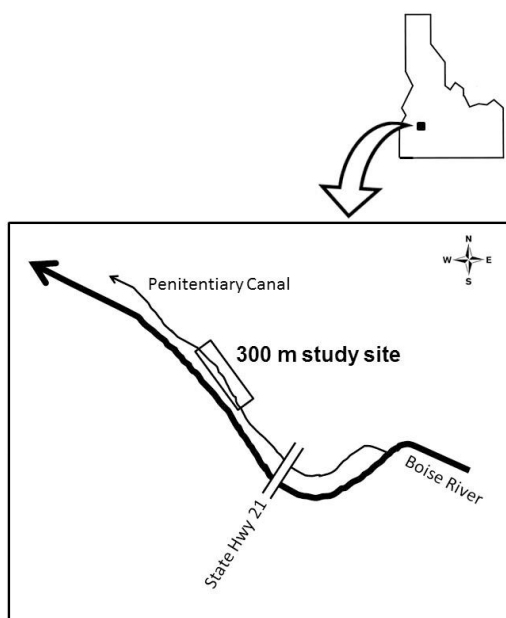 N
W E
S
Penitentiary Canal
300 m study site
Boise River
State Hwy 21